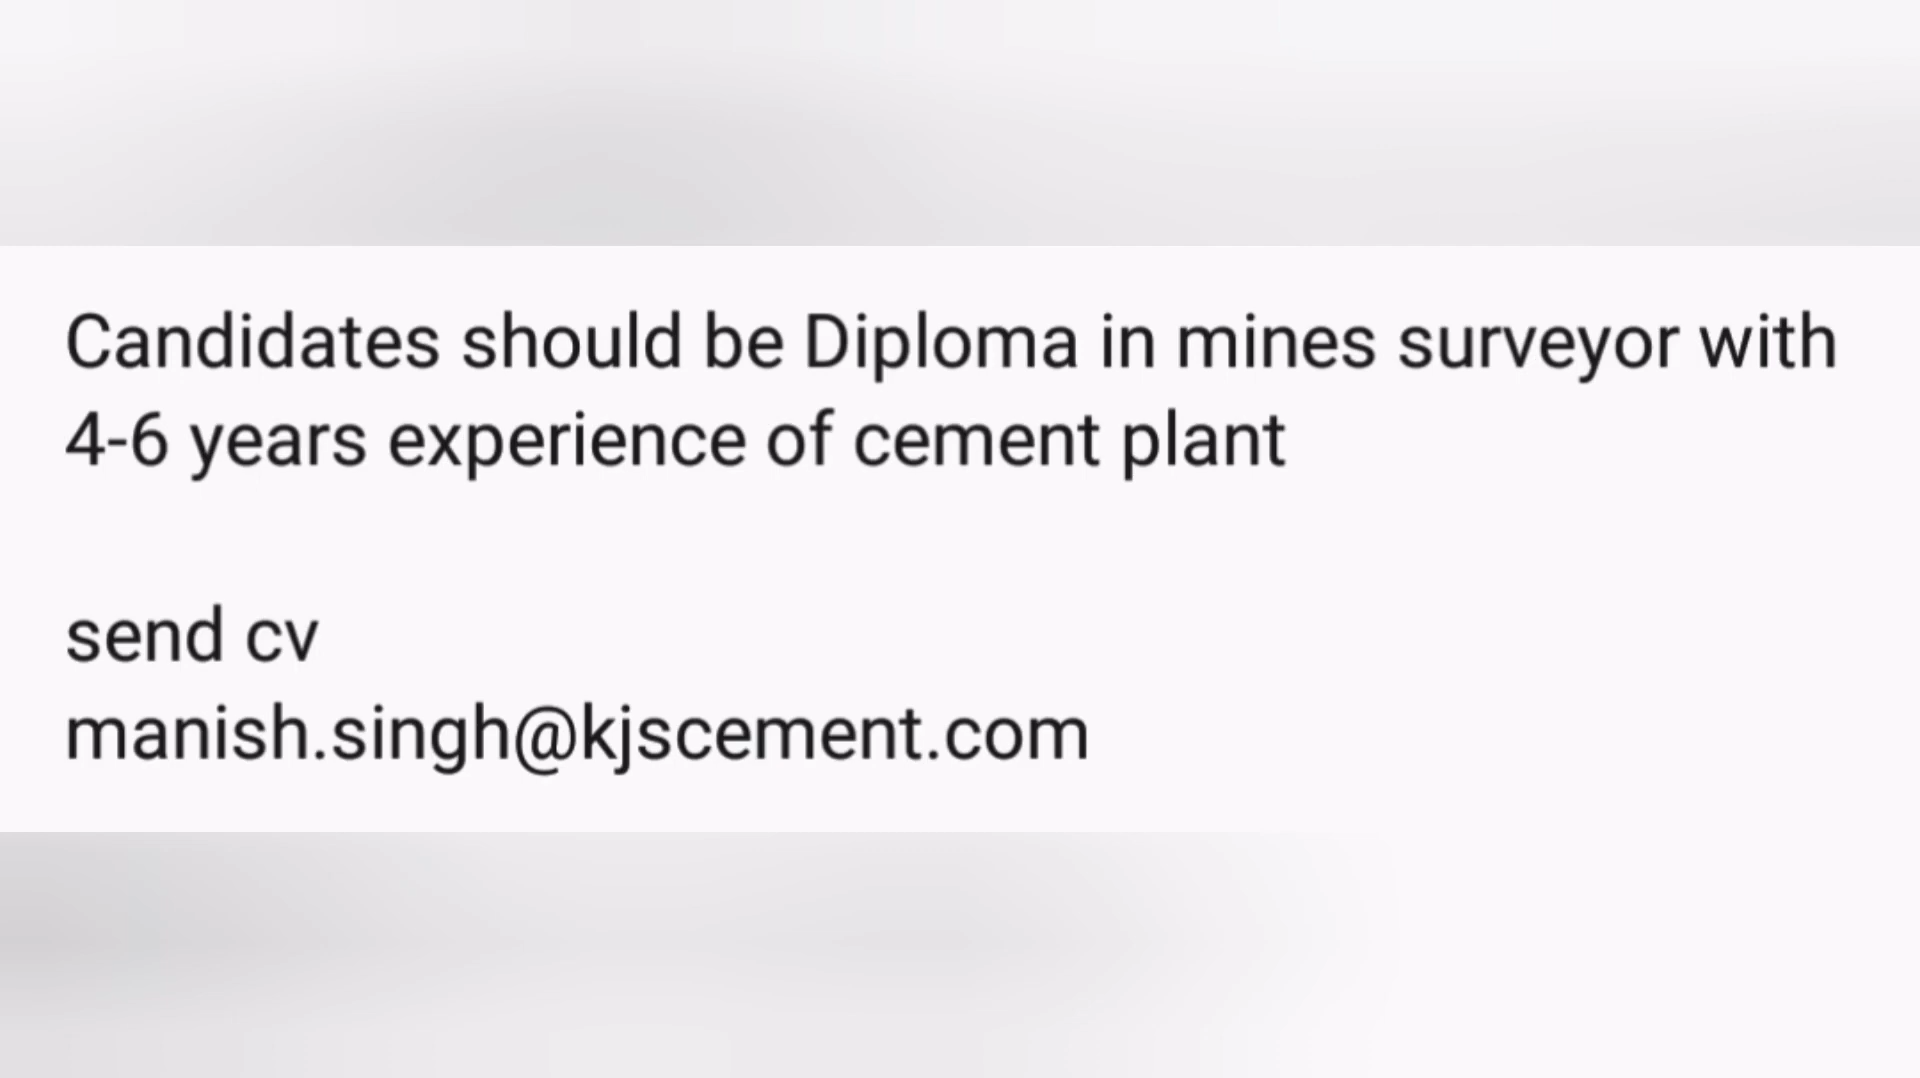 Candidates should be Diploma in mines surveyor with
4-6 years experience of cement plant
send cv
manish.singh@kjscement.com